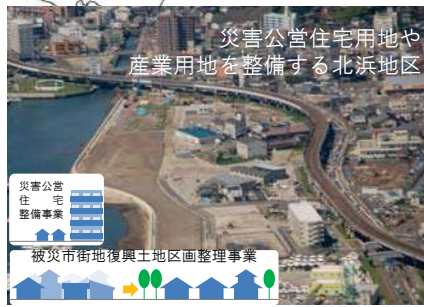 災害公営住宅用地や
産業用地を整備する北浜地区
災害公営
住　宅
整備事業
被災市街地復興土地区画整理事業